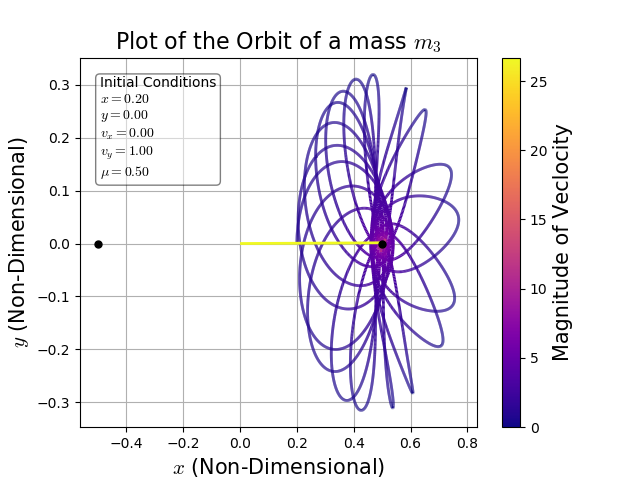 Plot of the Orbit of a mass m₃
Initial Conditions
x = 0.20
y = 0.00
vₓ = 0.00
v_y = 1.00
μ = 0.50
0.3
0.2
0.1
0.0
−0.1
−0.2
−0.3
y (Non-Dimensional)
−0.4
−0.2
0.0
0.2
0.4
0.6
0.8
x (Non-Dimensional)
25
20
15
10
5
0
Magnitude of Veclocity